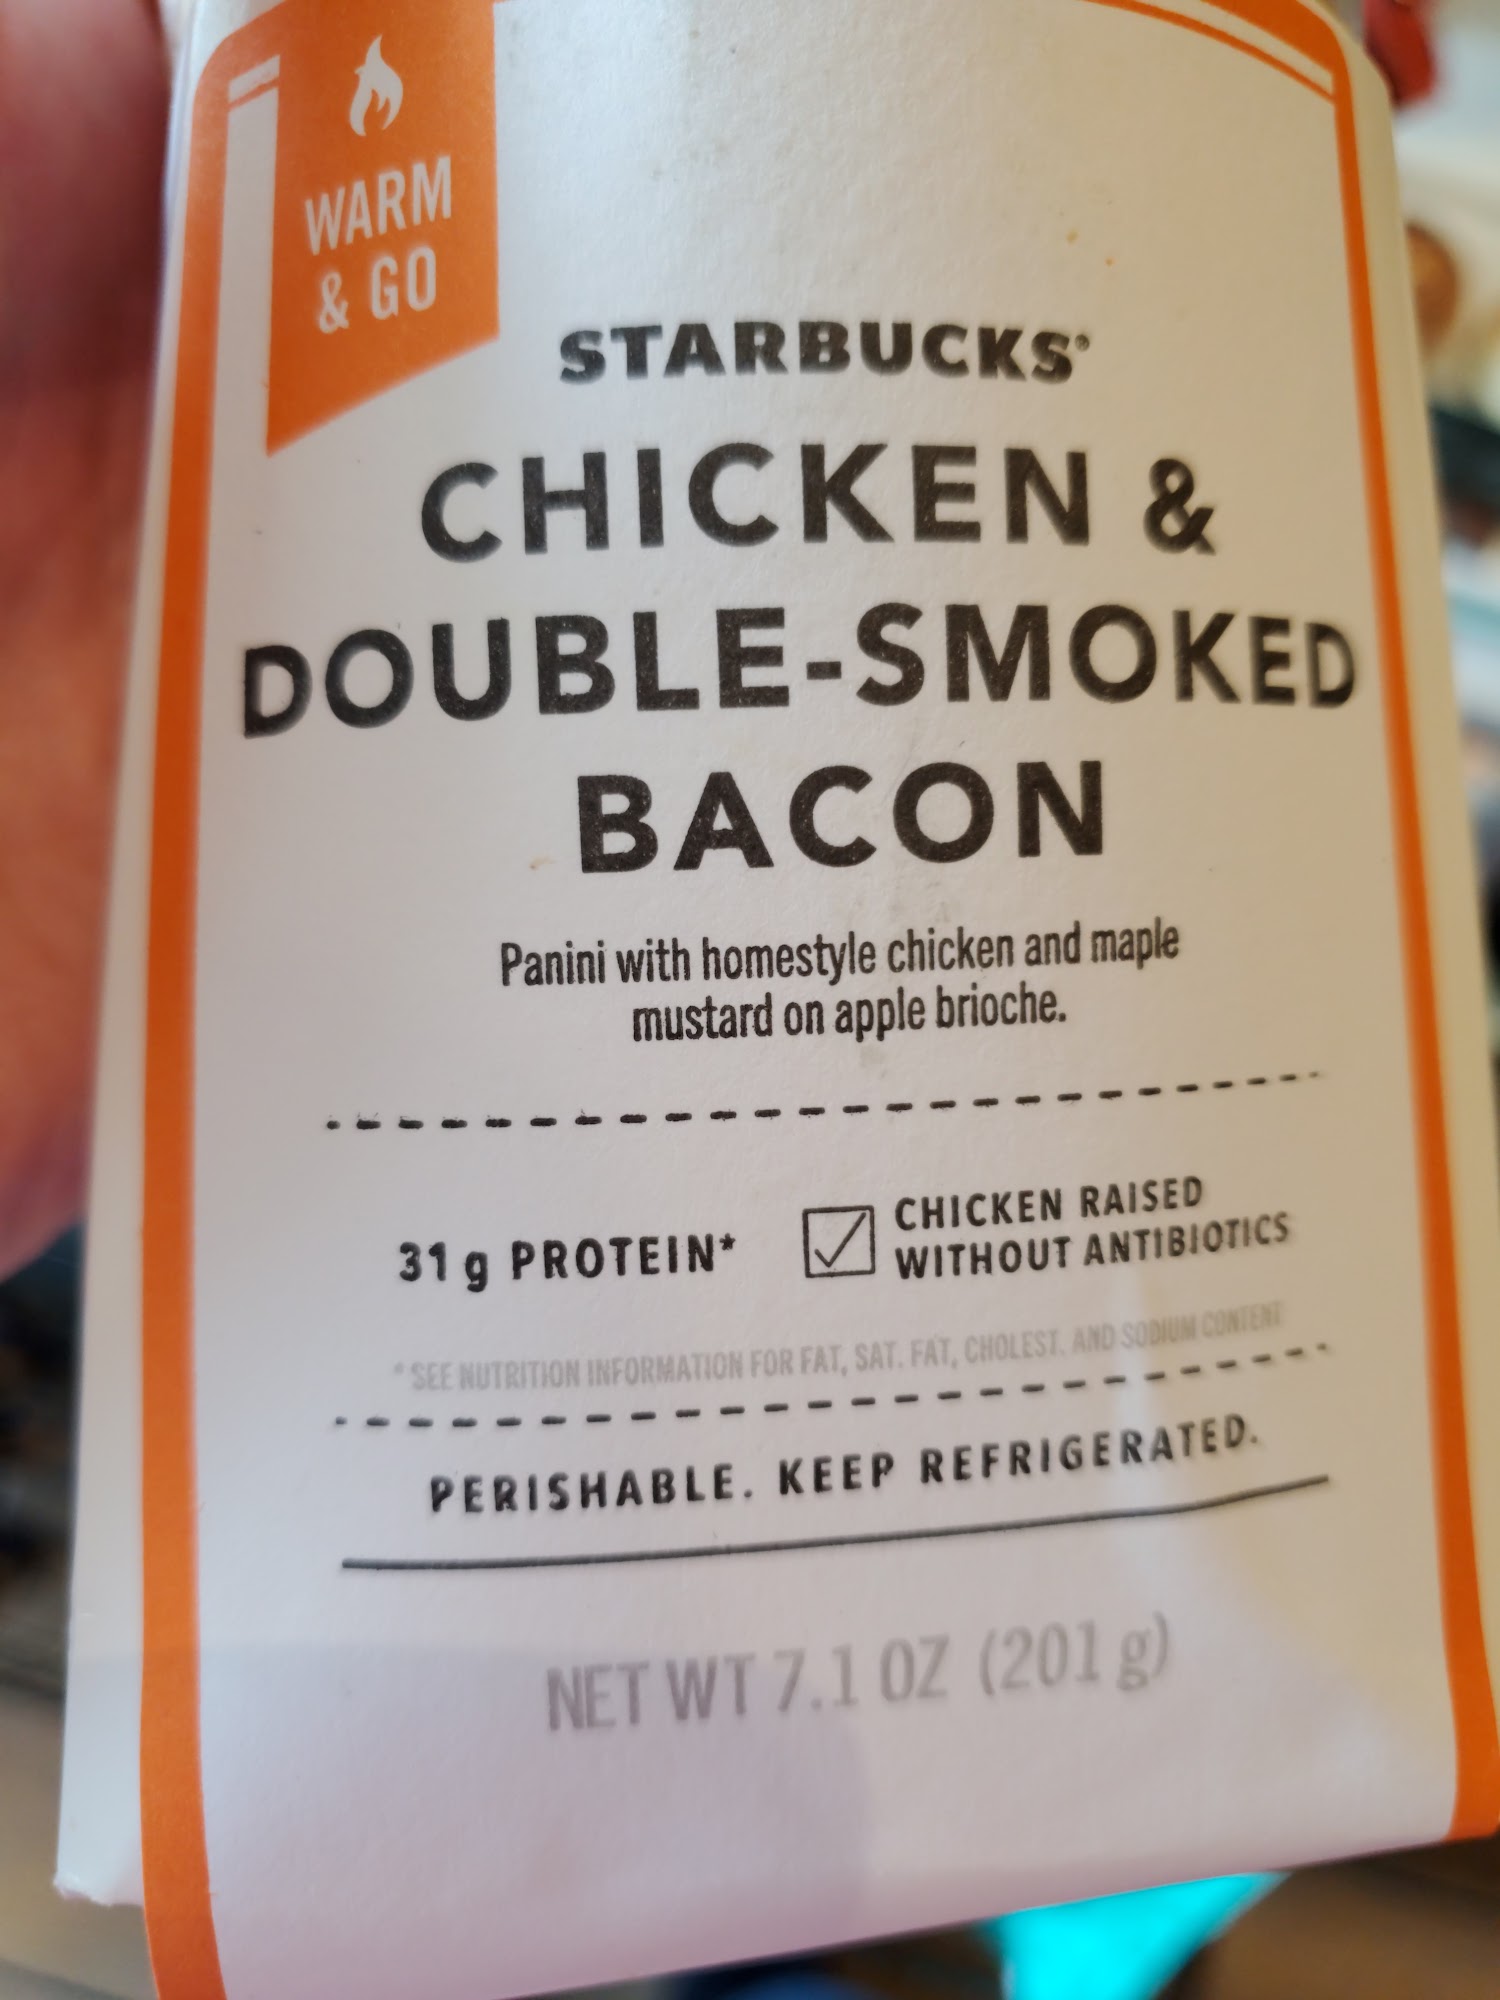 WARM
& GO
STARBUCKS®
CHICKEN &
DOUBLE-SMOKED
BACON
Panini with homestyle chicken and maple
mustard on apple brioche.
31 g PROTEIN*
CHICKEN RAISED
WITHOUT ANTIBIOTICS
* SEE NUTRITION INFORMATION FOR FAT, SAT. FAT, CHOLEST. AND SODIUM CONTENT
PERISHABLE. KEEP REFRIGERATED.
NET WT 7.1 OZ (201 g)